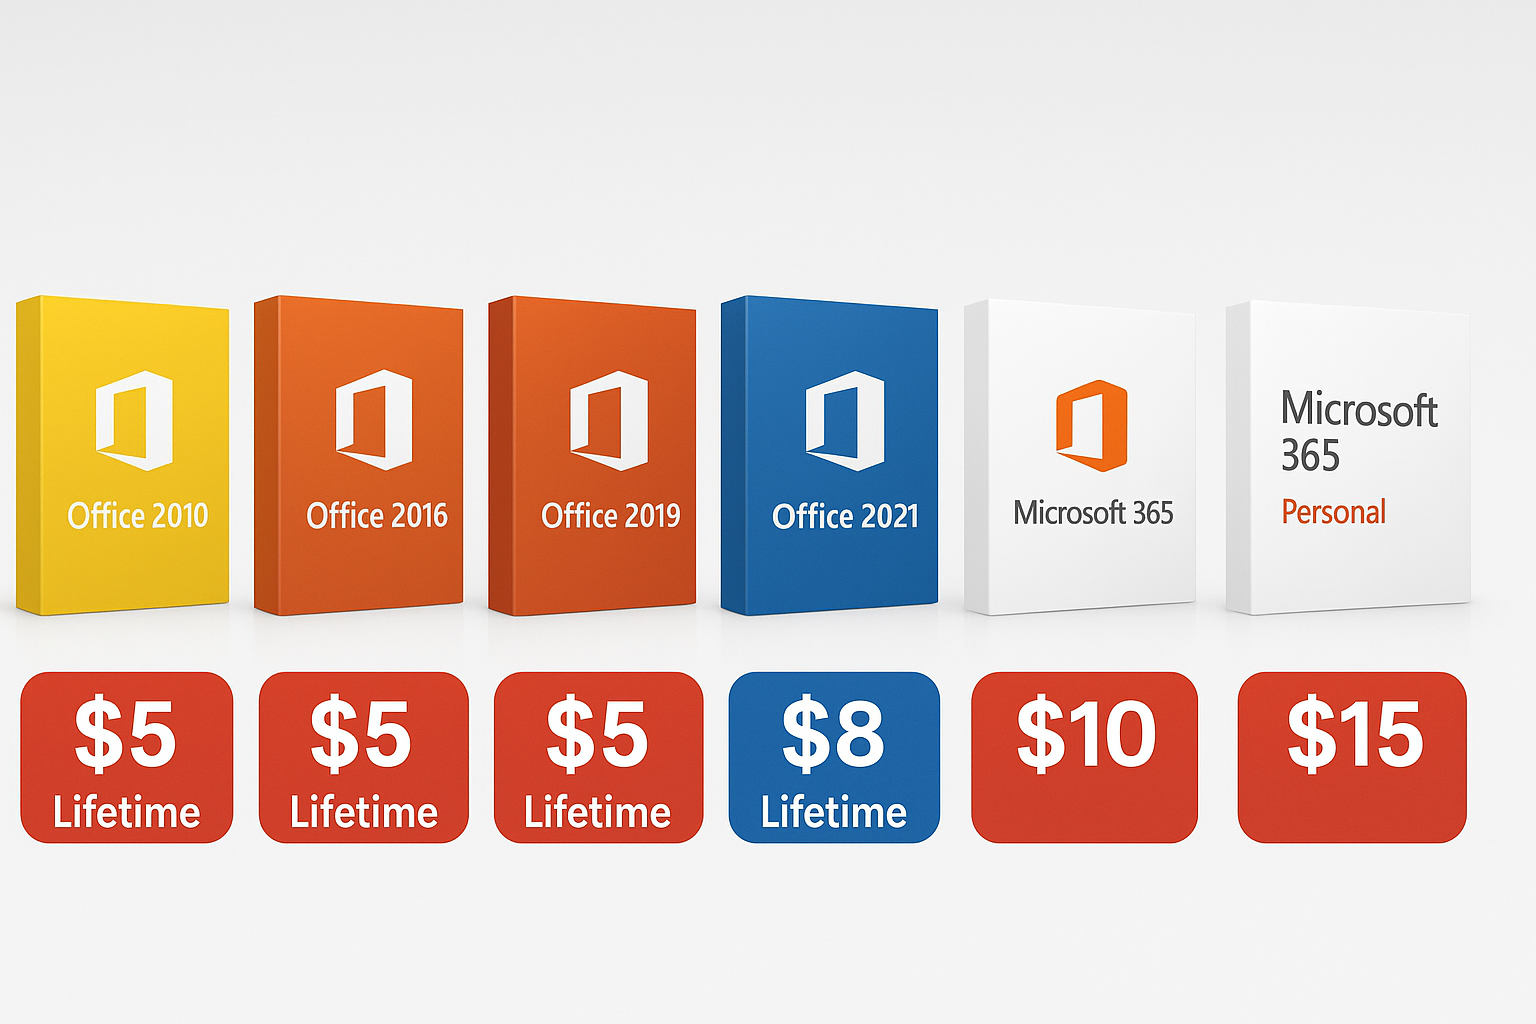 Office 2010
Office 2016
Office 2019
Office 2021
Microsoft 365
Microsoft
365
Personal
$5
Lifetime
$5
Lifetime
$5
Lifetime
$8
Lifetime
$10
$15